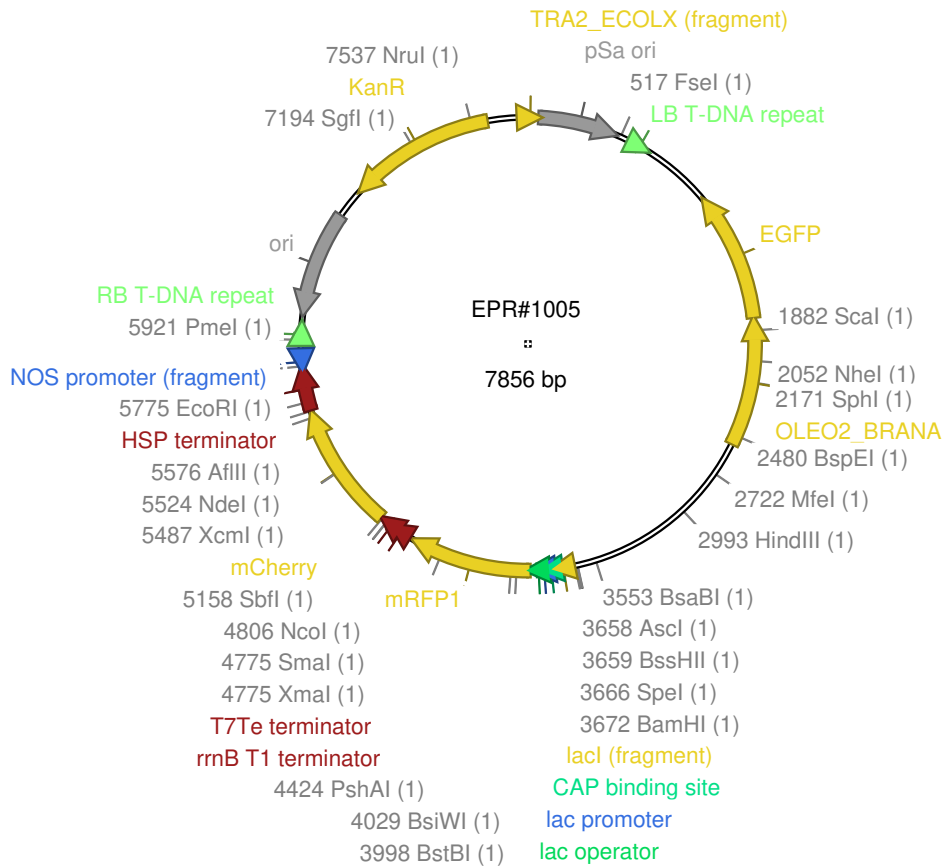 TRA2_ECOLX (fragment)
pSa ori
7537 NruI (1)
517 FseI (1)
KanR
LB T-DNA repeat
7194 SgfI (1)
EGFP
ori
RB T-DNA repeat
EPR#1005
1882 ScaI (1)
5921 PmeI (1)
NOS promoter (fragment)
7856 bp
2052 NheI (1)
5775 EcoRI (1)
2171 SphI (1)
HSP terminator
OLEO2_BRANA
2480 BspEI (1)
5576 AflII (1)
5524 NdeI (1)
2722 MfeI (1)
5487 XcmI (1)
2993 HindIII (1)
mCherry
mRFP1
5158 SbfI (1)
3553 BsaBI (1)
4806 NcoI (1)
3658 AscI (1)
4775 SmaI (1)
3659 BssHII (1)
4775 XmaI (1)
3666 SpeI (1)
T7Te terminator
3672 BamHI (1)
rrnB T1 terminator
lacI (fragment)
4424 PshAI (1)
CAP binding site
4029 BsiWI (1)
lac promoter
3998 BstBI (1)
lac operator